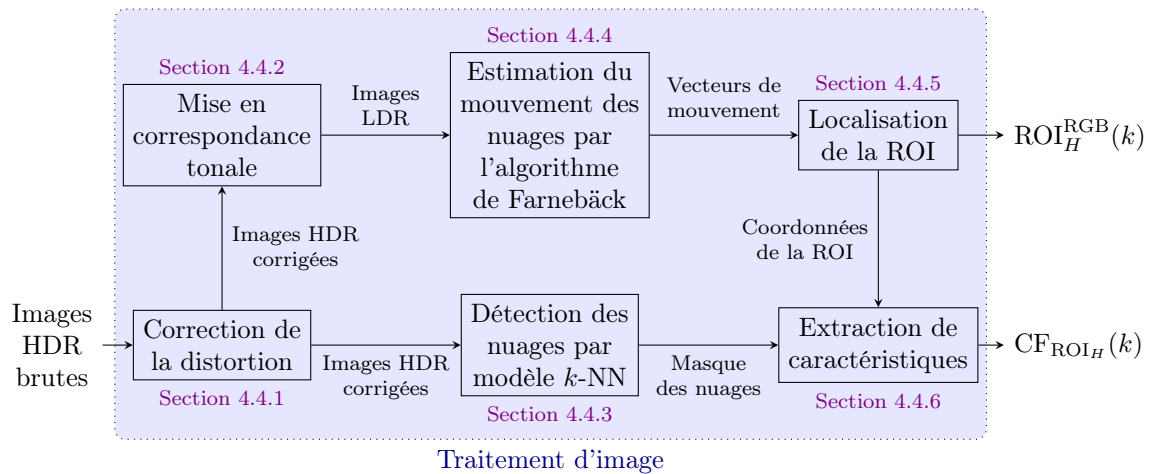 Section 4.4.4
Section 4.4.2
Mise en
correspondance
tonale
Images
LDR
Estimation du
mouvement des
nuages par
l'algorithme
de Farnebäck
Vecteurs de
mouvement
Section 4.4.5
Localisation
de la ROI
ROI_H^RGB(k)
Images HDR
corrigées
Coordonnées
de la ROI
Images
HDR
brutes
Correction de
la distortion
Section 4.4.1
Images HDR
corrigées
Détection des
nuages par
modèle k-NN
Section 4.4.3
Masque
des nuages
Extraction de
caractéristiques
Section 4.4.6
CF_ROI_H(k)
Traitement d'image